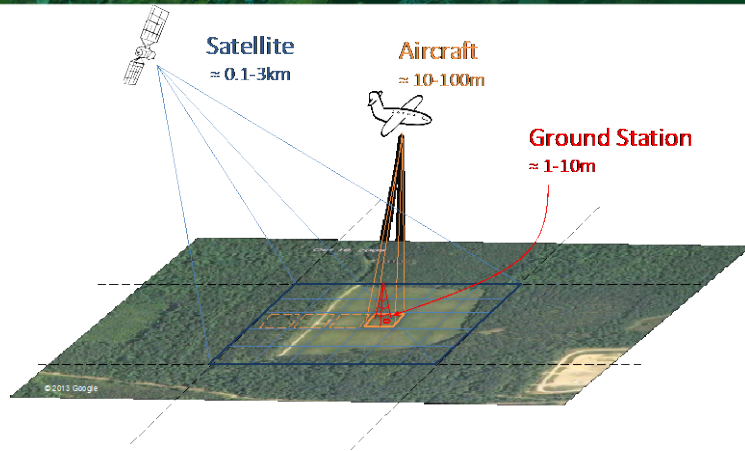 Satellite
≈ 0.1-3km
Aircraft
≈ 10-100m
Ground Station
≈ 1-10m
© 2013 Google